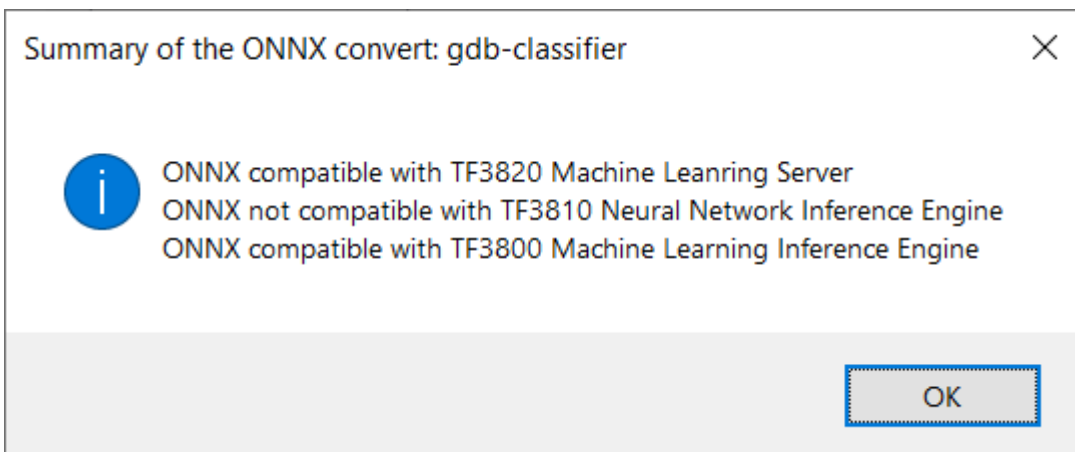 Summary of the ONNX convert: gdb-classifier
ONNX compatible with TF3820 Machine Leanring Server
ONNX not compatible with TF3810 Neural Network Inference Engine
ONNX compatible with TF3800 Machine Learning Inference Engine
OK